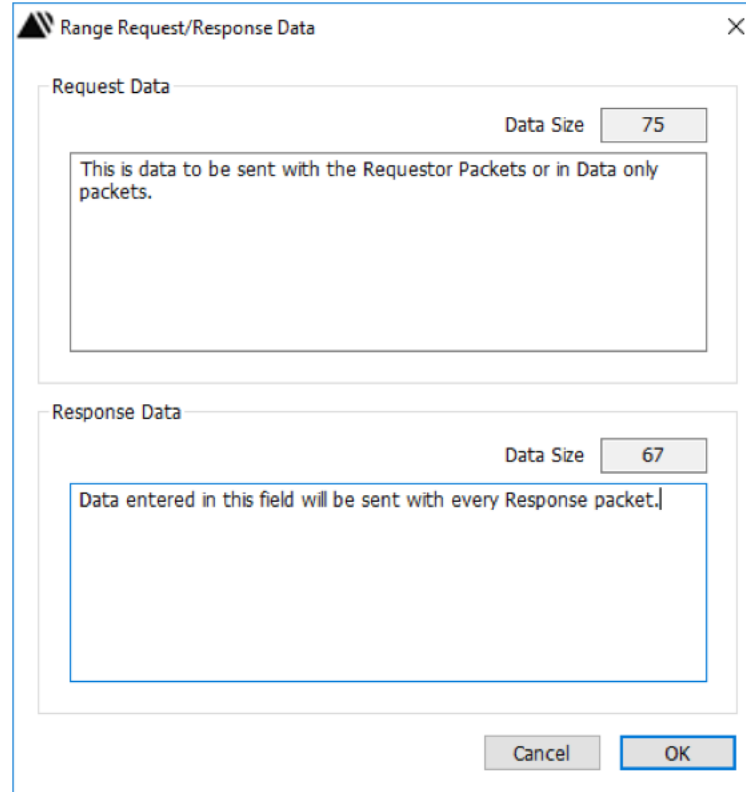 Range Request/Response Data
Request Data
Data Size 75
This is data to be sent with the Requestor Packets or in Data only
packets.
Response Data
Data Size 67
Data entered in this field will be sent with every Response packet.
Cancel OK